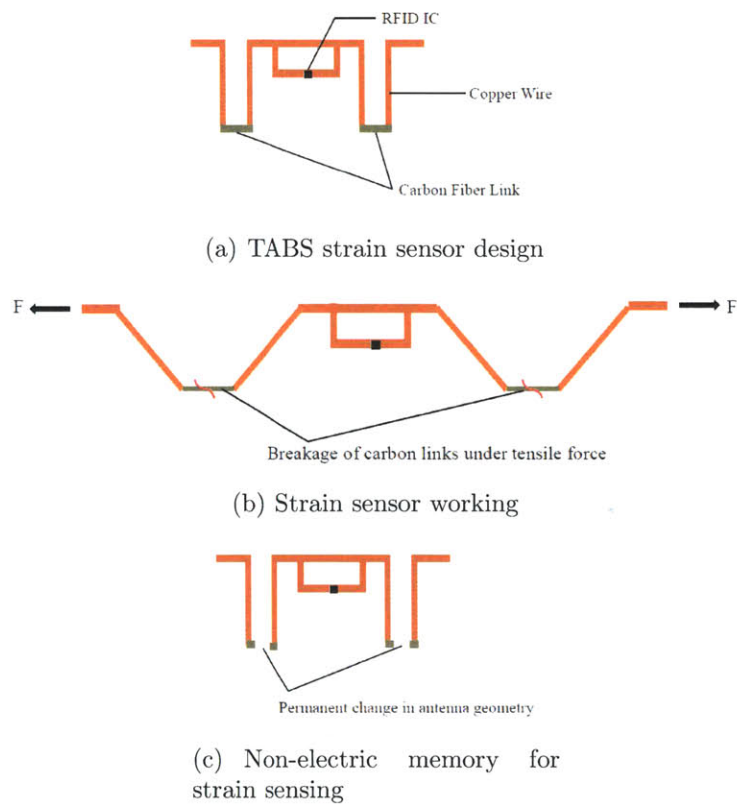 RFID IC
Copper Wire
Carbon Fiber Link
(a) TABS strain sensor design
F
F
Breakage of carbon links under tensile force
(b) Strain sensor working
Permanent change in antenna geometry
(c) Non-electric memory for
strain sensing